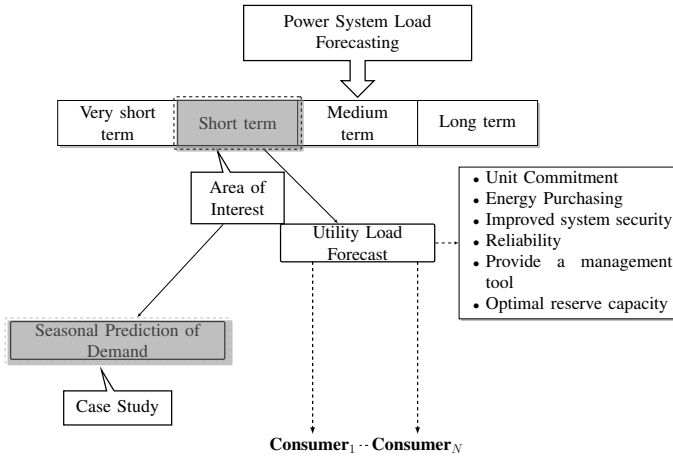 Power System Load
Forecasting
Very short
term
Short term
Medium
term
Long term
Area of
Interest
Utility Load
Forecast
• Unit Commitment
• Energy Purchasing
• Improved system security
• Reliability
• Provide a management
tool
• Optimal reserve capacity
Seasonal Prediction of
Demand
Case Study
Consumer₁ ·· Consumer_N